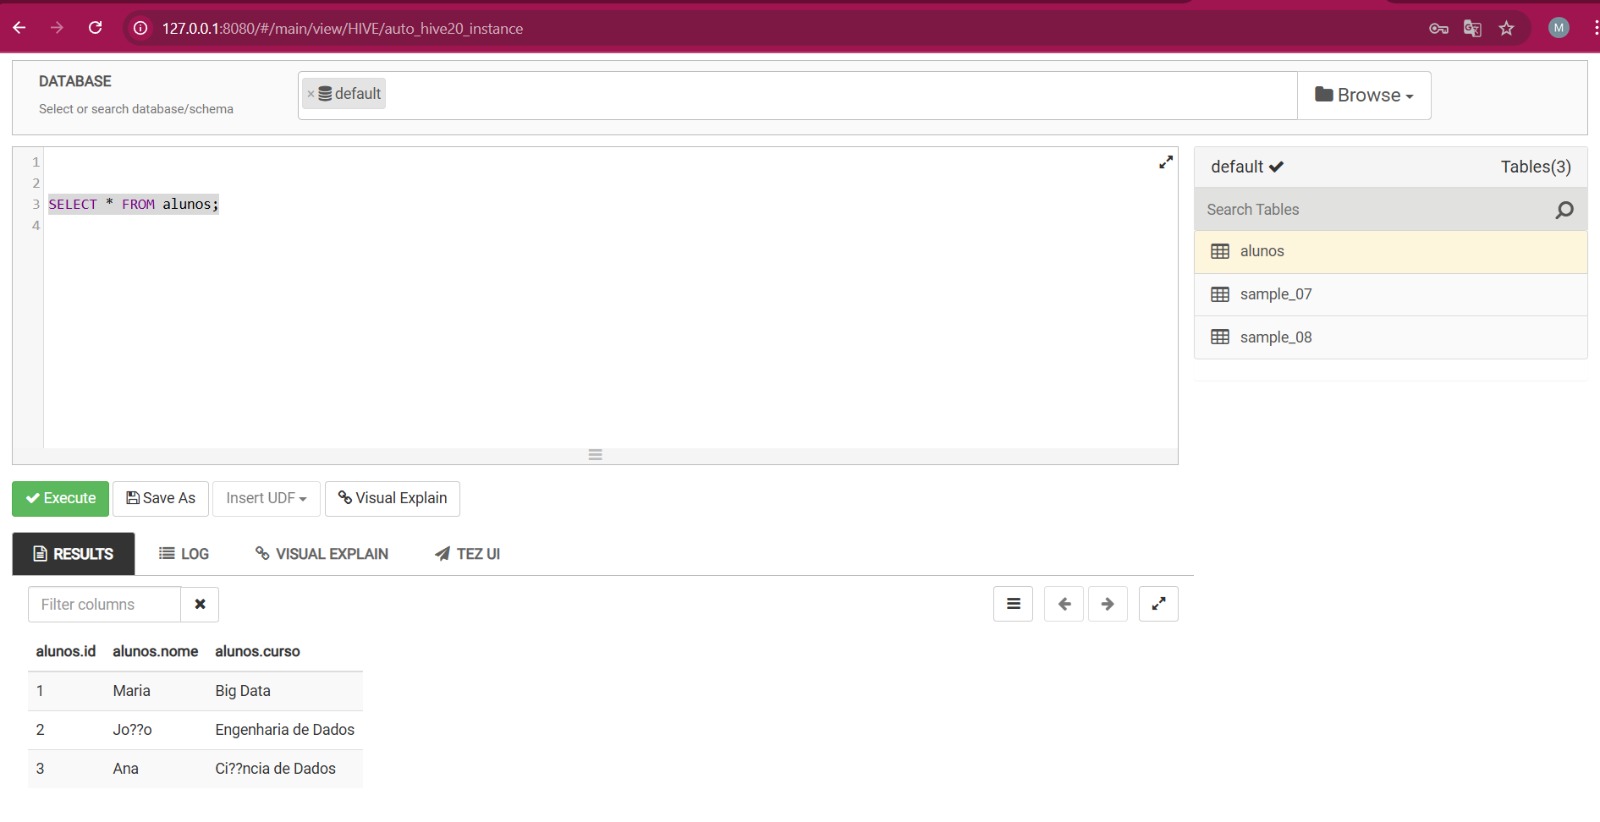 127.0.0.1:8080/#/main/view/HIVE/auto_hive20_instance
M
DATABASE
Select or search database/schema
× default
Browse
1
2
3 SELECT * FROM alunos;
4
default
Tables(3)
Search Tables
alunos
sample_07
sample_08
Execute
Save As
Insert UDF
Visual Explain
RESULTS
LOG
VISUAL EXPLAIN
TEZ UI
Filter columns
alunos.id alunos.nome alunos.curso
1 Maria Big Data
2 Jo??o Engenharia de Dados
3 Ana Ci??ncia de Dados